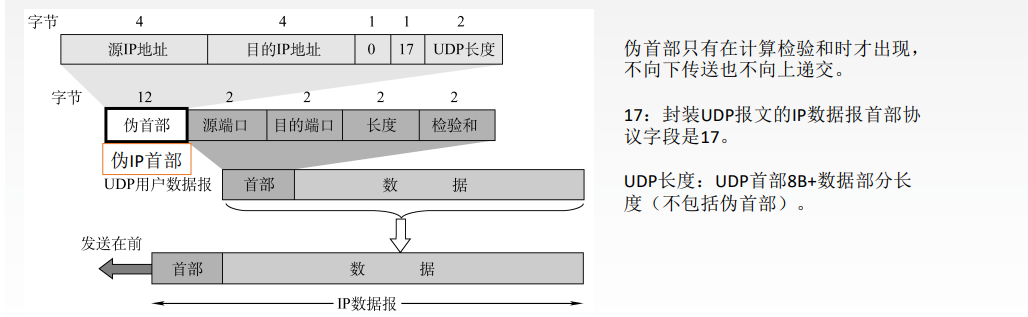 字节 4 4 1 1 2
源IP地址 目的IP地址 0 17 UDP长度
字节 12 2 2 2 2
伪首部 源端口 目的端口 长度 检验和
伪IP首部
UDP用户数据报 首部 数 据
发送在前
首部 数 据
IP数据报
伪首部只有在计算检验和时才出现,
不向下传送也不向上递交。
17:封装UDP报文的IP数据报首部协
议字段是17。
UDP长度:UDP首部8B+数据部分长
度(不包括伪首部)。